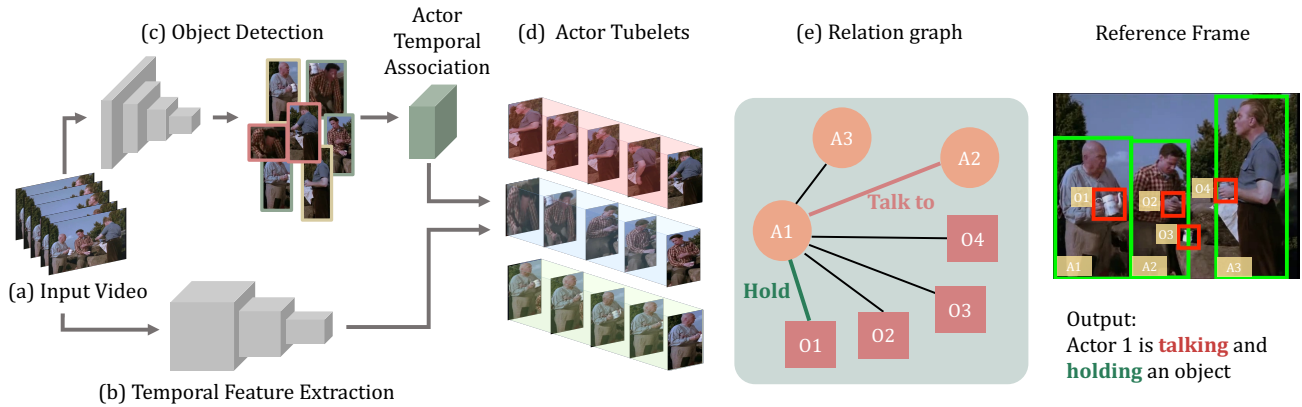 (c) Object Detection
Actor
Temporal
Association
(d) Actor Tubelets
(e) Relation graph
Reference Frame
(a) Input Video
(b) Temporal Feature Extraction
A3
A2
Talk to
A1
O4
Hold
O3
O2
O1
O1
O2
O4
O3
A1
A2
A3
Output:
Actor 1 is talking and
holding an object